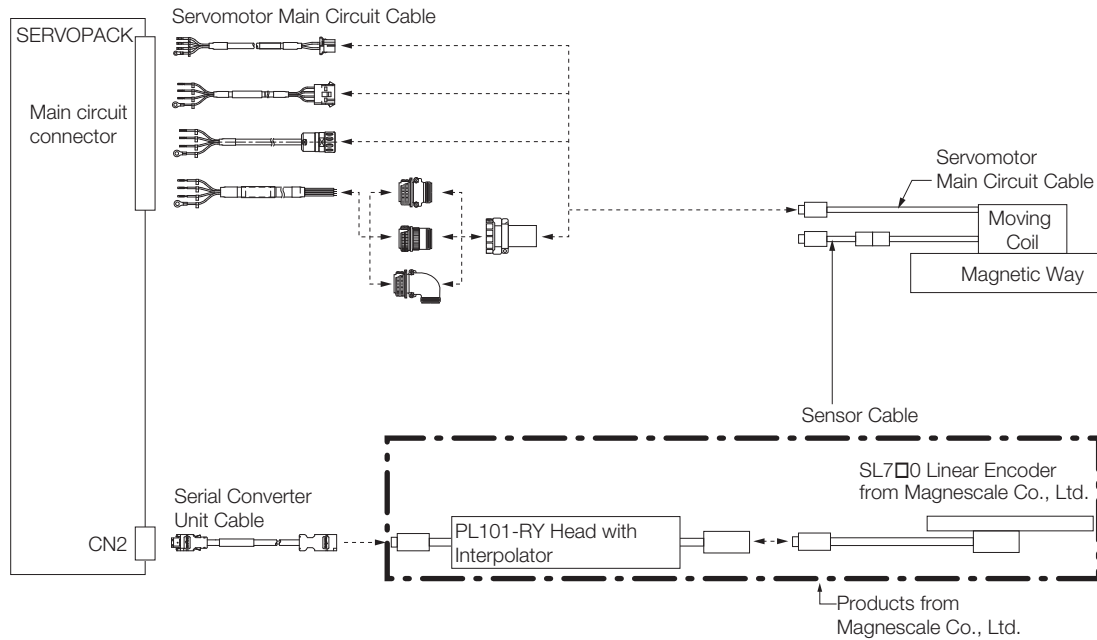 Servomotor Main Circuit Cable
SERVOPACK
Main circuit
connector
Servomotor
Main Circuit Cable
Moving
Coil
Magnetic Way
Sensor Cable
SL7□0 Linear Encoder
from Magnescale Co., Ltd.
Serial Converter
Unit Cable
CN2
PL101-RY Head with
Interpolator
Products from
Magnescale Co., Ltd.